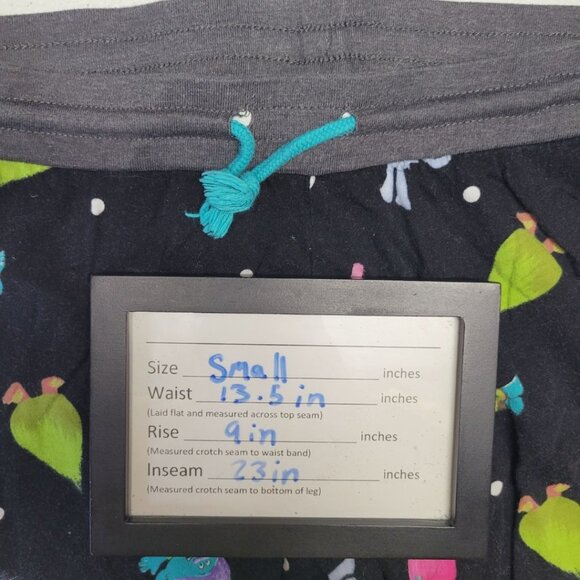 Size Small inches
Waist 13.5 in inches
(Laid flat and measured across top seam)
Rise 9 in inches
(Measured crotch seam to waist band)
Inseam 23 in inches
(Measured crotch seam to bottom of leg)